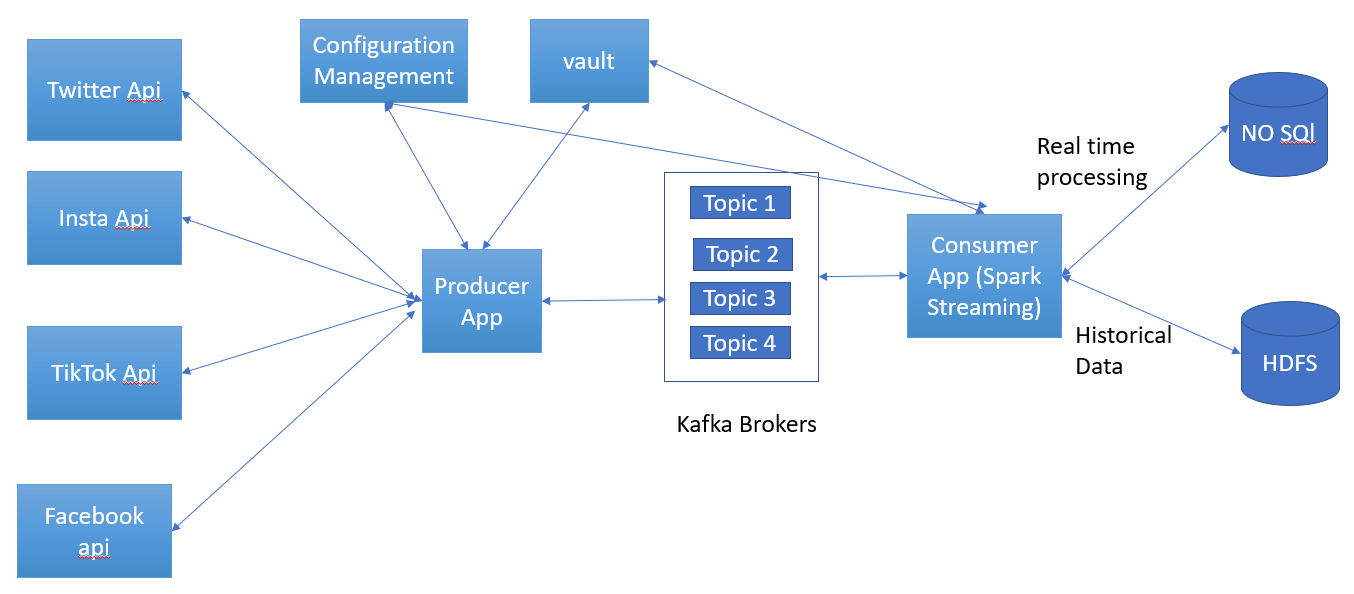 Twitter Api
Insta Api
TikTok Api
Facebook
api
Configuration
Management
vault
Producer
App
Topic 1
Topic 2
Topic 3
Topic 4
Kafka Brokers
Consumer
App (Spark
Streaming)
Real time
processing
Historical
Data
NO SQl
HDFS